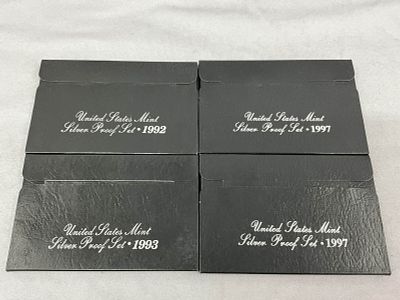 United States Mint
Silver Proof Set • 1992
United States Mint
Silver Proof Set • 1997
United States Mint
Silver Proof Set • 1993
United States Mint
Silver Proof Set • 1997